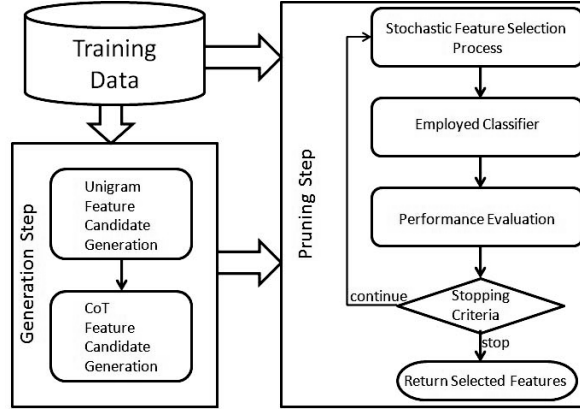 Training
Data
Generation Step
Unigram
Feature
Candidate
Generation
CoT
Feature
Candidate
Generation
Pruning Step
Stochastic Feature Selection
Process
Employed Classifier
Performance Evaluation
Stopping
Criteria
continue
stop
Return Selected Features